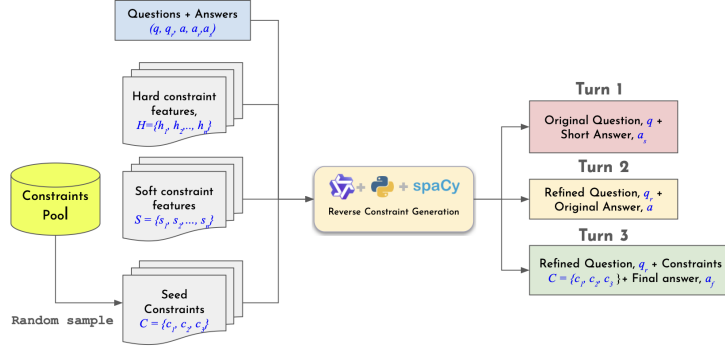 Questions + Answers
(q, q_r, a, a_r, a_s)
Hard constraint
features,
H={h_1, h_2,.., h_n}
Soft constraint
features
S = {s_1, s_2,..., s_n}
Constraints
Pool
Seed
Constraints
C = {c_1, c_2, c_3}
Random sample
+ + spaCy
Reverse Constraint Generation
Turn 1
Original Question, q +
Short Answer,
a_s
Turn 2
Refined Question, q_r +
Original Answer, a
Turn 3
Refined Question, q_r + Constraints
C = {c_1, c_2, c_3 }+ Final answer, a_f